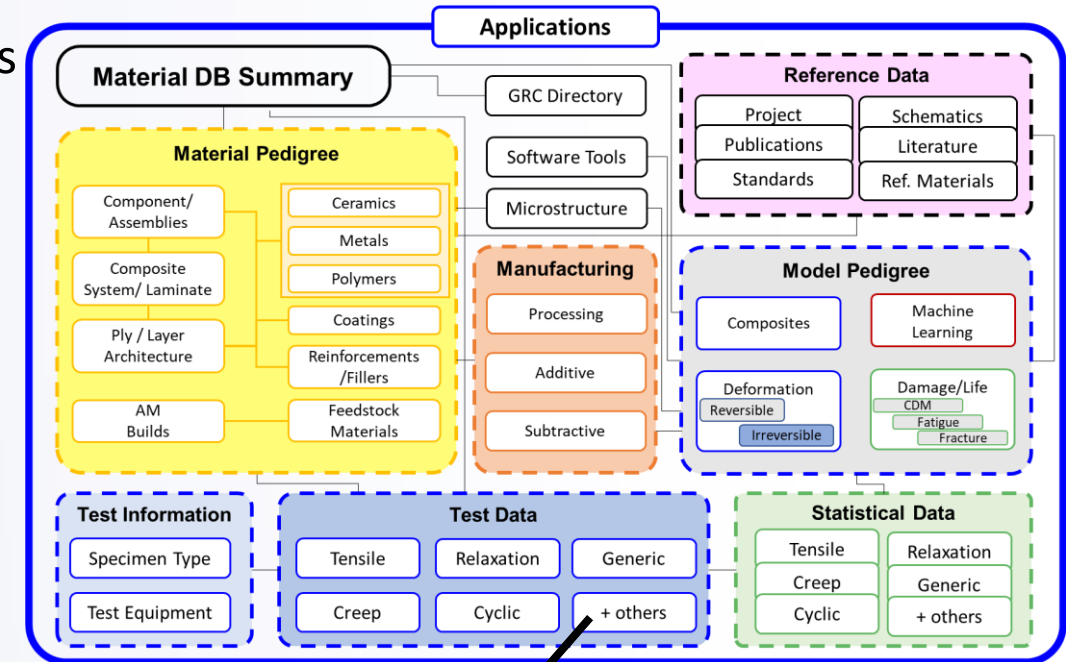 Applications
s
Material DB Summary
GRC Directory
Software Tools
Microstructure
Reference Data
Project
Publications
Standards
Schematics
Literature
Ref. Materials
Material Pedigree
Component/
Assemblies
Composite
System/ Laminate
Ply / Layer
Architecture
AM
Builds
Ceramics
Metals
Polymers
Coatings
Reinforcements
/Fillers
Feedstock
Materials
Manufacturing
Processing
Additive
Subtractive
Model Pedigree
Composites
Machine
Learning
Deformation
Reversible
Irreversible
Damage/Life
CDM
Fatigue
Fracture
Test Information
Specimen Type
Test Equipment
Test Data
Tensile
Relaxation
Generic
Creep
Cyclic
+ others
Statistical Data
Tensile
Creep
Cyclic
Relaxation
Generic
+ others